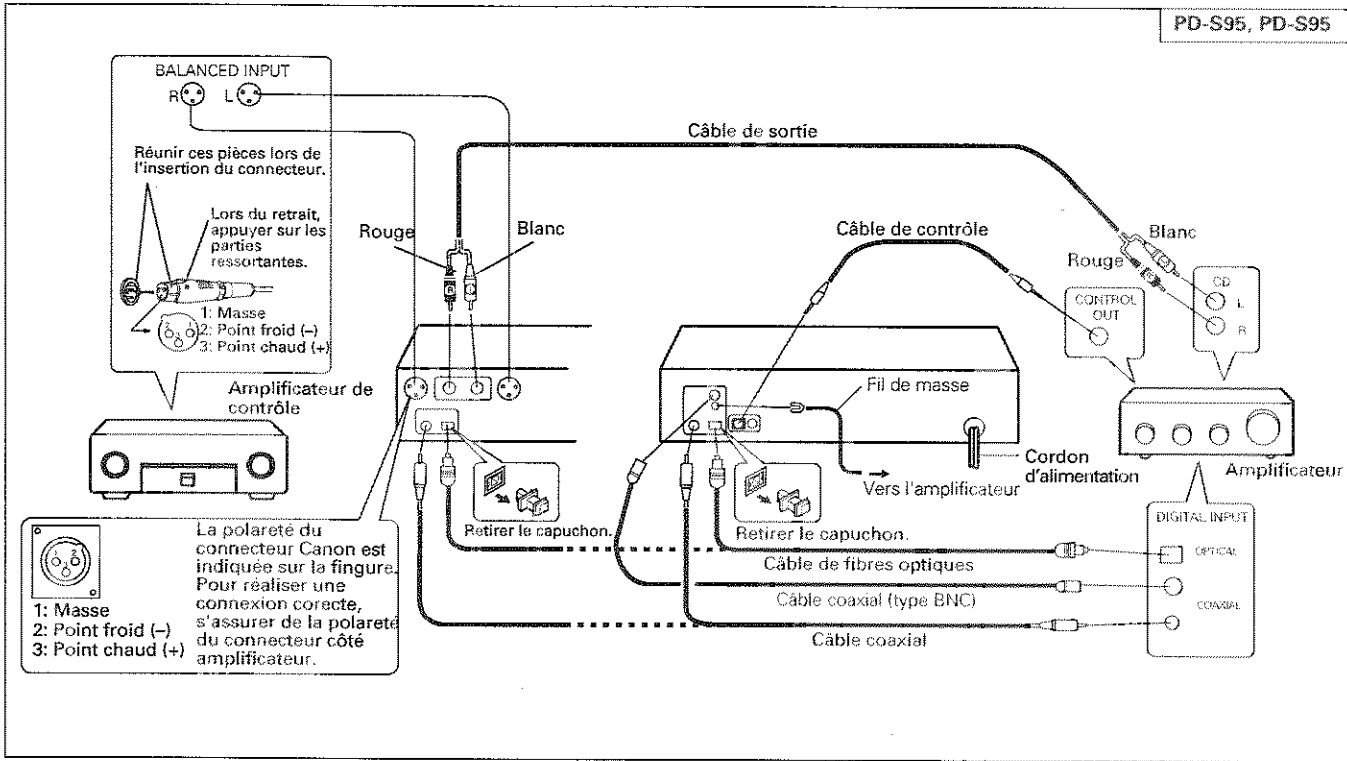 PD-S95, PD-S95
BALANCED INPUT
R L
Réunir ces pièces lors de
l'insertion du connecteur.
Lors du retrait,
appuyer sur les
parties
ressortantes.
1: Masse
2: Point froid (–)
3: Point chaud (+)
Amplificateur de
contrôle
La polareté du
connecteur Canon est
indiquée sur la fingure.
Pour réaliser une
connexion corecte,
s'assurer de la polareté
du connecteur côté
amplificateur.
1: Masse
2: Point froid (–)
3: Point chaud (+)
Câble de sortie
Rouge
Blanc
Câble de contrôle
Blanc
Rouge
CONTROL
OUT
CD
L
R
Fil de masse
Vers l'amplificateur
Cordon
d'alimentation
Amplificateur
Retirer le capuchon.
Retirer le capuchon.
Câble de fibres optiques
Câble coaxial (type BNC)
Câble coaxial
DIGITAL INPUT
OPTICAL
COAXIAL